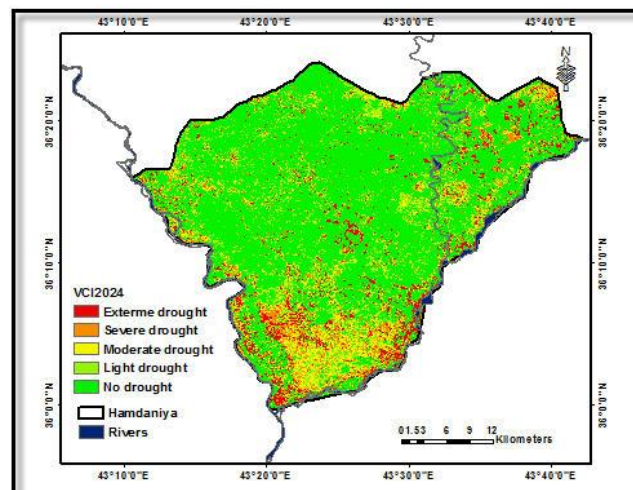 43°10'0"E 43°20'0"E 43°30'0"E 43°40'0"E
N
36°20'0"N 36°20'0"N
36°10'0"N 36°10'0"N
VCI2024
Exterme drought
Severe drought
Moderate drought
Light drought
No drought
Hamdaniya
Rivers
36°0'0"N 36°0'0"N
0 1.5 3 6 9 12
Kilometers
43°10'0"E 43°20'0"E 43°30'0"E 43°40'0"E